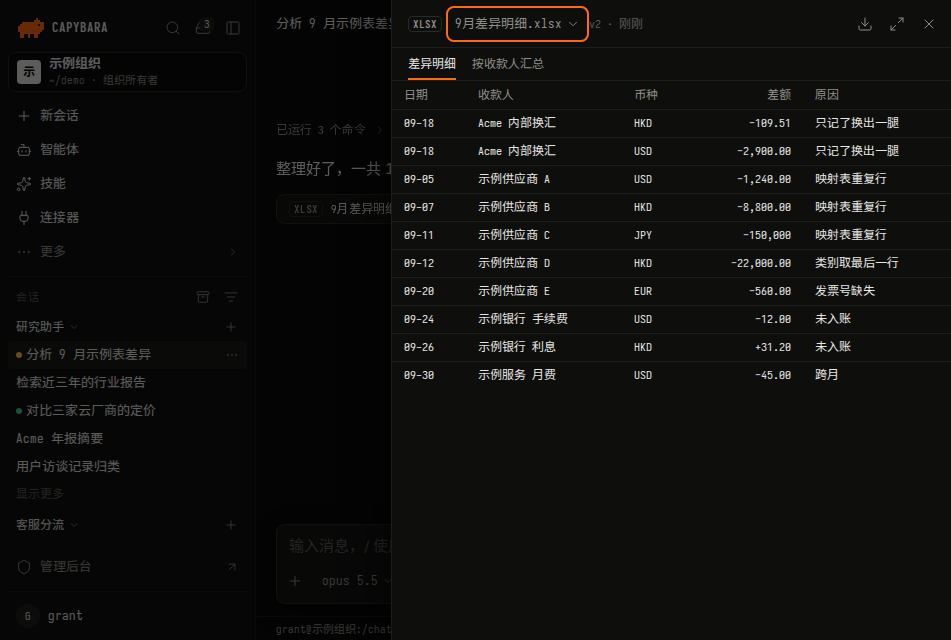 CAPYBARA
3
示
示例组织
~/demo · 组织所有者
新会话
智能体
技能
连接器
更多
会话
研究助手
分析 9 月示例表差异
检索近三年的行业报告
对比三家云厂商的定价
Acme 年报摘要
用户访谈记录归类
显示更多
客服分流
管理后台
G grant
分析 9 月示例表差异
已运行 3 个命令
整理好了，一共
XLSX 9月差异明细
输入消息，/ 使
opus 5.5
grant@示例组织:/chat
XLSX 9月差异明细.xlsx v2 · 刚刚
差异明细 按收款人汇总
日期 收款人 币种 差额 原因
09-18 Acme 内部换汇 HKD -109.51 只记了换出一腿
09-18 Acme 内部换汇 USD -2,900.00 只记了换出一腿
09-05 示例供应商 A USD -1,240.00 映射表重复行
09-07 示例供应商 B HKD -8,800.00 映射表重复行
09-11 示例供应商 C JPY -150,000 映射表重复行
09-12 示例供应商 D HKD -22,000.00 类别取最后一行
09-20 示例供应商 E EUR -560.00 发票号缺失
09-24 示例银行 手续费 USD -12.00 未入账
09-26 示例银行 利息 HKD +31.20 未入账
09-30 示例服务 月费 USD -45.00 跨月